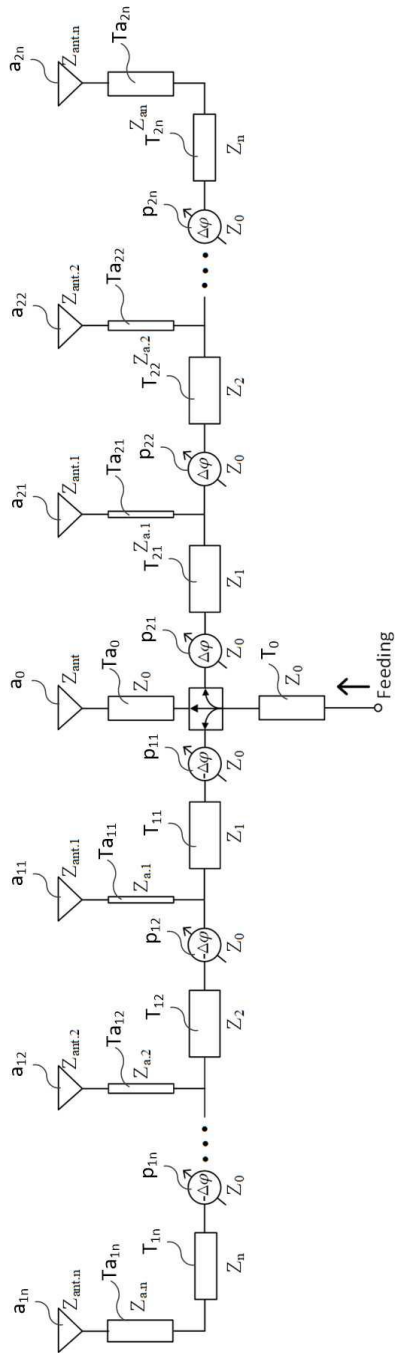 a₁ₙ a₁₂ a₁₁ a₀ a₂₁ a₂₂ a₂ₙ
Zₐₙₜ.ₙ Zₐₙₜ.₂ Zₐₙₜ.₁ Zₐₙₜ Zₐₙₜ.₁ Zₐₙₜ.₂ Zₐₙₜ.ₙ
Ta₁ₙ Ta₁₂ Ta₁₁ Ta₀ Ta₂₁ Ta₂₂ Ta₂ₙ
Zₐ.ₙ Zₐ.₂ Zₐ.₁ Z₀ Zₐ.₁ Zₐ.₂ Zₐₙ
T₁ₙ p₁ₙ T₁₂ p₁₂ T₁₁ p₁₁ p₂₁ T₂₁ p₂₂ T₂₂ p₂ₙ T₂ₙ
-Δφ ••• -Δφ -Δφ Δφ Δφ ••• Δφ
Zₙ Z₀ Z₂ Z₀ Z₁ Z₀ Z₀ Z₁ Z₀ Z₂ Z₀ Zₙ
T₀
Z₀
Feeding